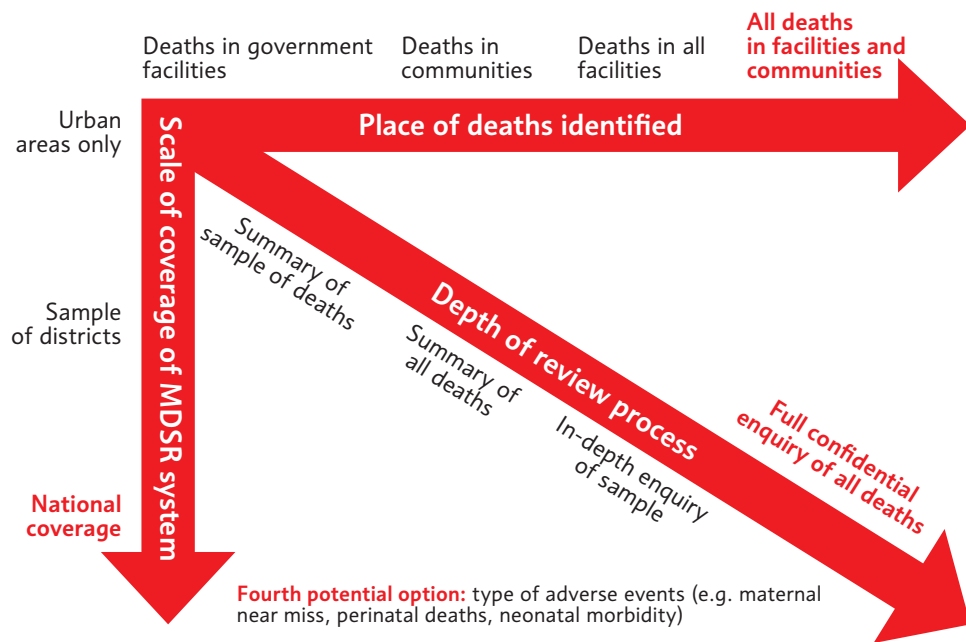 Deaths in government
facilities
Deaths in
communities
Deaths in all
facilities
All deaths
in facilities and
communities
Place of deaths identified
Urban
areas only
Sample
of districts
National
coverage
Scale of coverage of MDSR system
Depth of review process
Summary of
sample of deaths
Summary of
all deaths
In-depth enquiry
of sample
Full confidential
enquiry of all deaths
Fourth potential option: type of adverse events (e.g. maternal
near miss, perinatal deaths, neonatal morbidity)